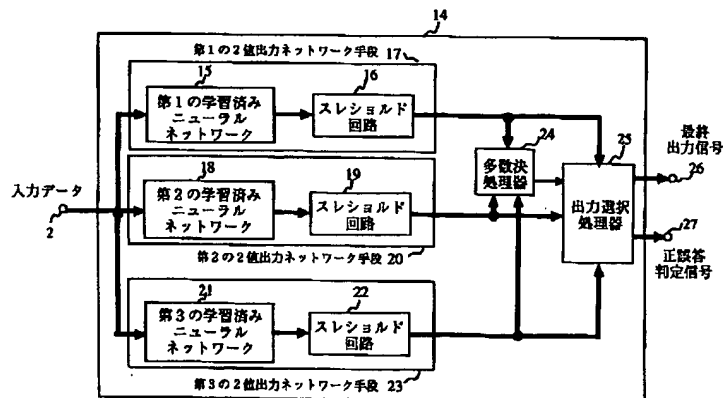 14
第1の2値出力ネットワーク手段
17
15
第1の学習済み
ニューラル
ネットワーク
16
スレショルド
回路
24
多数決
処理器
25
出力選択
処理器
最終
出力信号
26
27
正誤答
判定信号
入力データ
2
18
第2の学習済み
ニューラル
ネットワーク
19
スレショルド
回路
第2の2値出力ネットワーク手段 20
21
第3の学習済み
ニューラル
ネットワーク
22
スレショルド
回路
第3の2値出力ネットワーク手段 23